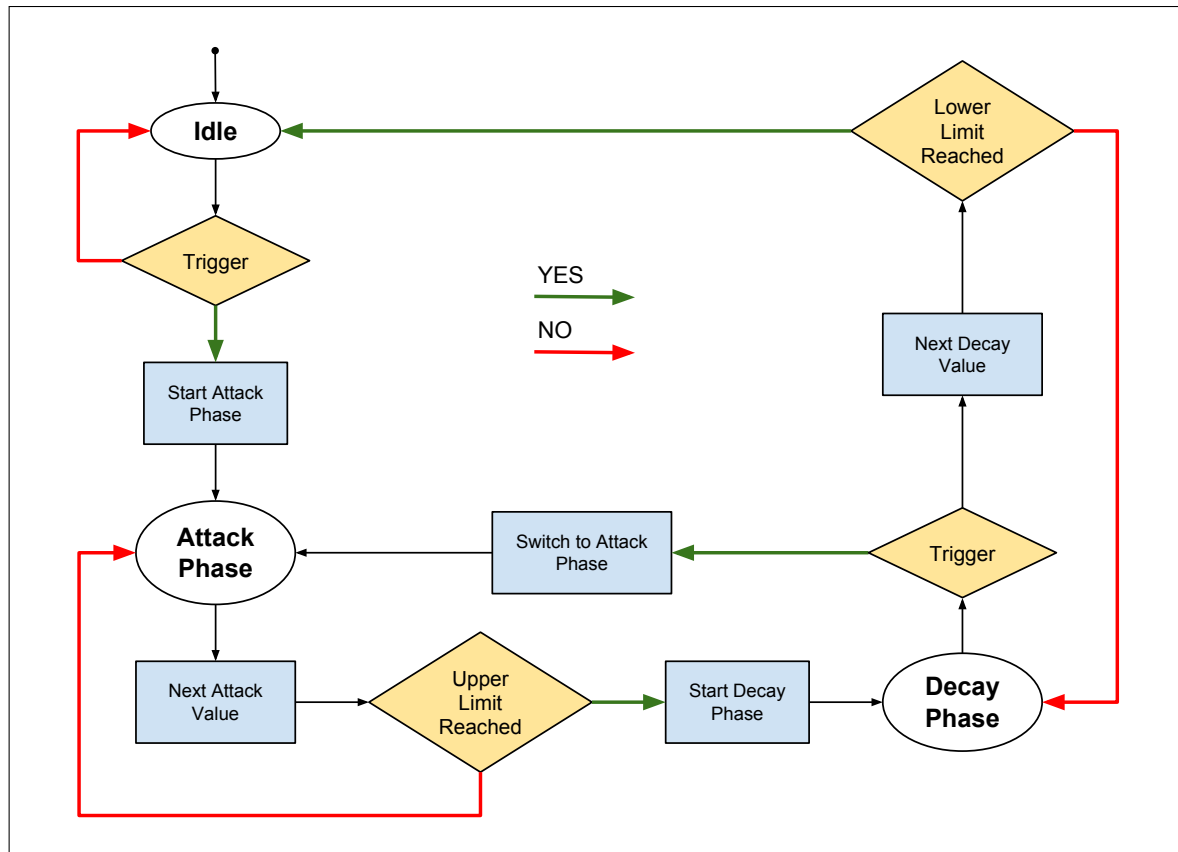 Idle
Trigger
Start Attack
Phase
Attack
Phase
Next Attack
Value
Upper
Limit
Reached
Start Decay
Phase
Decay
Phase
Trigger
Switch to Attack
Phase
Next Decay
Value
Lower
Limit
Reached
YES
NO